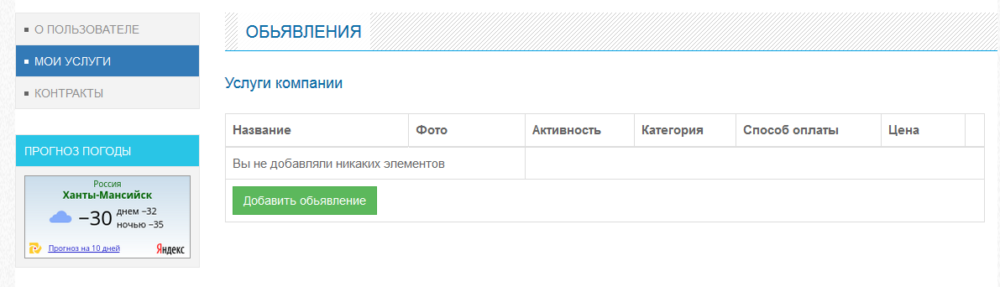 О ПОЛЬЗОВАТЕЛЕ
МОИ УСЛУГИ
КОНТРАКТЫ
ПРОГНОЗ ПОГОДЫ
Россия
Ханты-Мансийск
−30
днем −32
ночью −35
Прогноз на 10 дней
Яндекс
ОБЬЯВЛЕНИЯ
Услуги компании
Название Фото Активность Категория Способ оплаты Цена
Вы не добавляли никаких элементов
Добавить обьявление